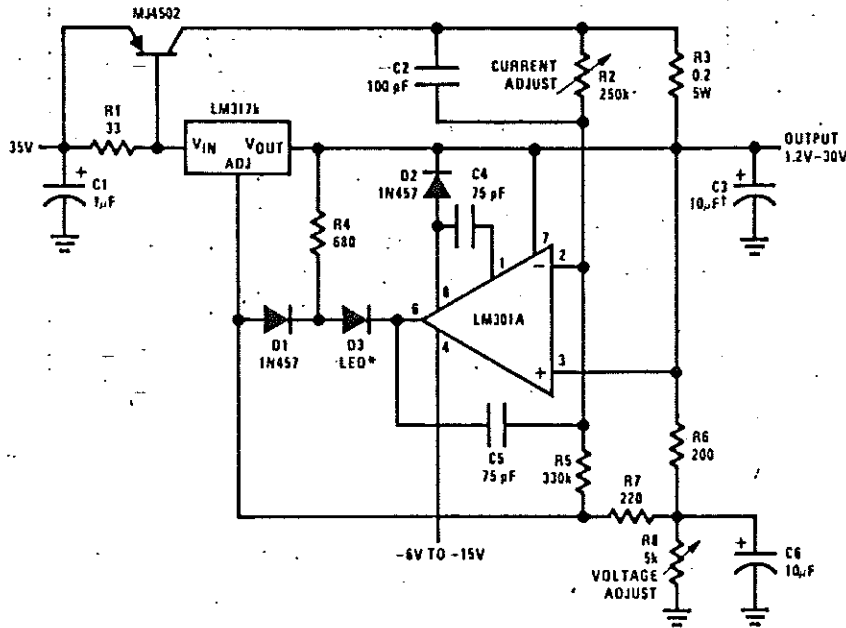 MJ4502
C2
100 pF
CURRENT
ADJUST
R2
250k
R3
0.2
5W
35V
R1
33
LM317k
VIN
VOUT
ADJ
OUTPUT
1.2V–30V
C1
1µF
R4
680
D2
1N457
C4
75 pF
C3
10µF†
7
1
2
8
–
6
LM301A
4
3
+
D1
1N457
D3
LED*
C5
75 pF
R5
330k
R6
200
R7
220
–6V TO –15V
R8
5k
VOLTAGE
ADJUST
C6
10µF
+
+
+